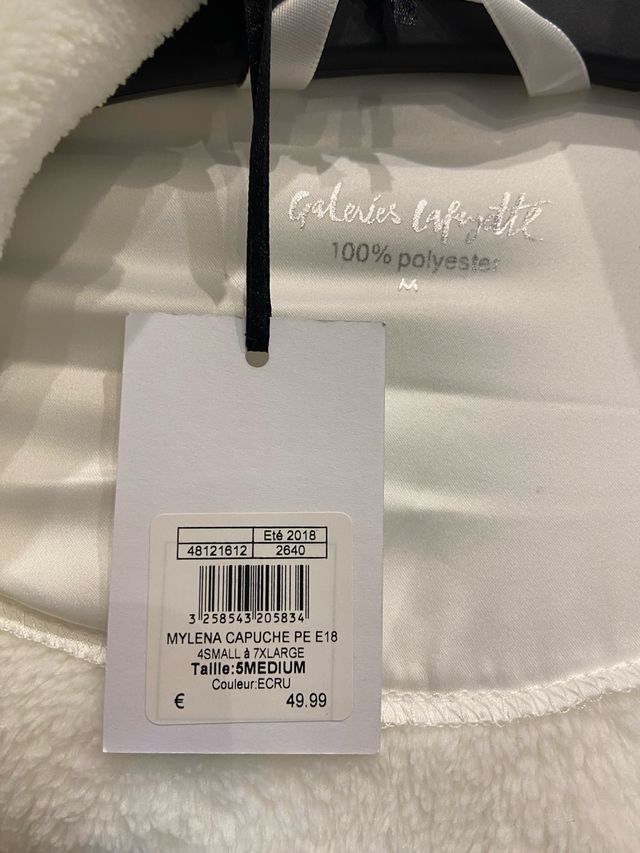 Galeries Lafayette
100% polyester
M
Eté 2018
48121612 2640
3 258543 205834
MYLENA CAPUCHE PE E18
4SMALL à 7XLARGE
Taille:5MEDIUM
Couleur:ECRU
€ 49.99